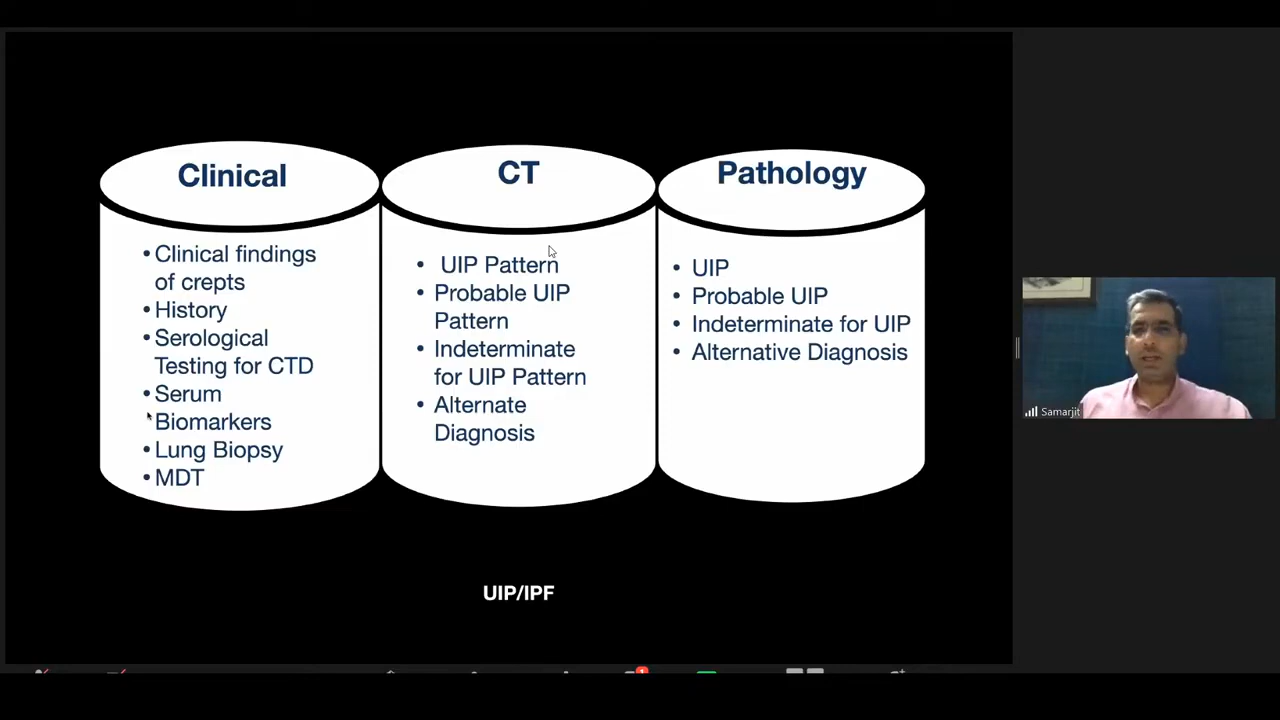 Clinical
• Clinical findings
of crepts
• History
• Serological
Testing for CTD
• Serum
Biomarkers
• Lung Biopsy
• MDT
CT
• UIP Pattern
• Probable UIP
Pattern
• Indeterminate
for UIP Pattern
• Alternate
Diagnosis
Pathology
• UIP
• Probable UIP
• Indeterminate for UIP
• Alternative Diagnosis
UIP/IPF
Samarjit
1